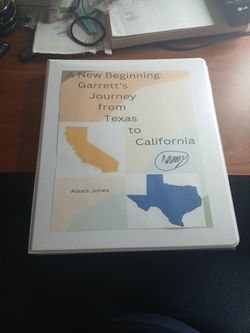 A New Beginning:
Garrett's
Journey
from
Texas
to
California
Alexis Jones